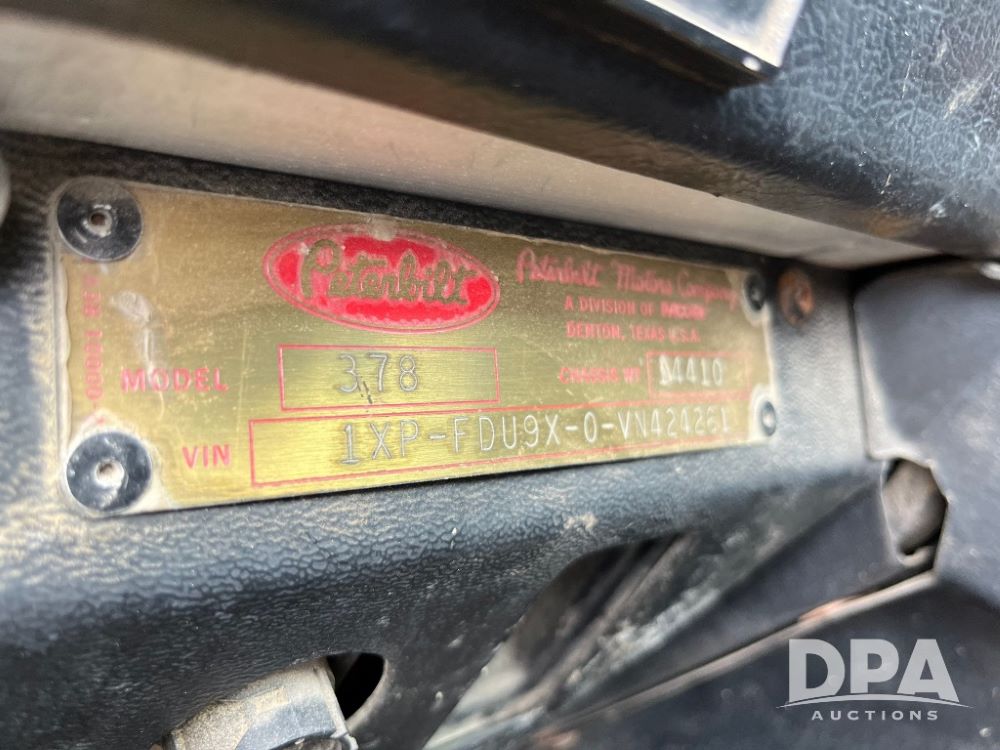 Peterbilt
Peterbilt Motors Company
A DIVISION OF PACCAR
DENTON, TEXAS U.S.A.
MODEL 378
CHASSIS WT 14410
VIN 1XP-FDU9X-0-VN424261
DPA
AUCTIONS